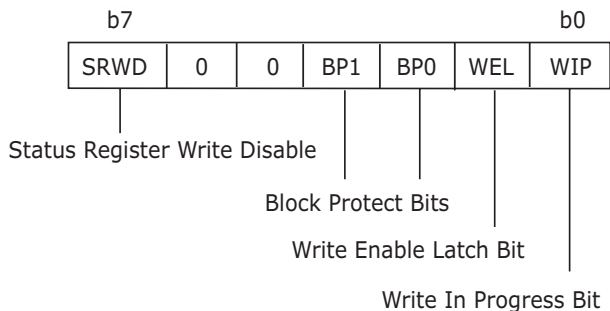 b7 b0
SRWD 0 0 BP1 BP0 WEL WIP
Status Register Write Disable
Block Protect Bits
Write Enable Latch Bit
Write In Progress Bit